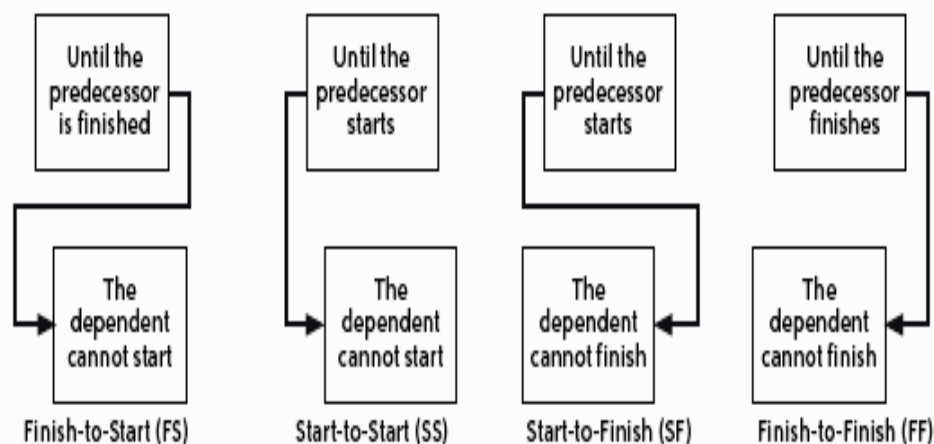 Until the
predecessor
is finished
Until the
predecessor
starts
Until the
predecessor
starts
Until the
predecessor
finishes
The
dependent
cannot start
The
dependent
cannot start
The
dependent
cannot finish
The
dependent
cannot finish
Finish-to-Start (FS)
Start-to-Start (SS)
Start-to-Finish (SF)
Finish-to-Finish (FF)